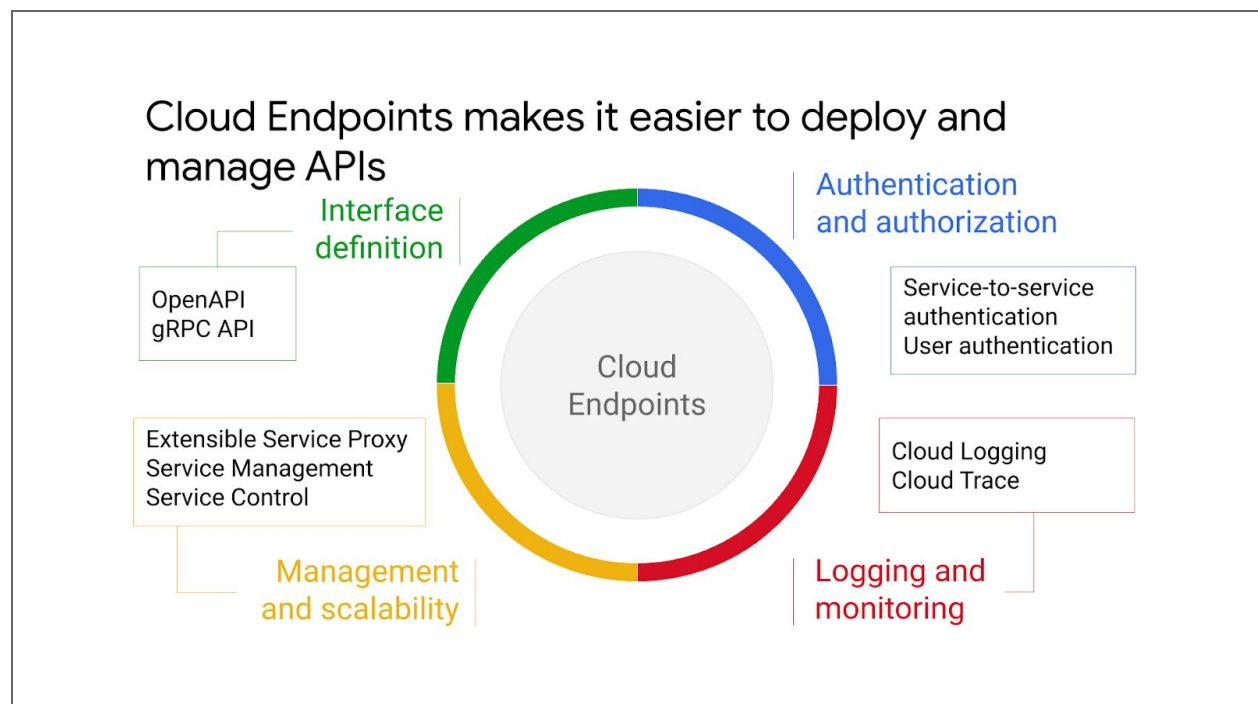 Cloud Endpoints makes it easier to deploy and
manage APIs
Interface
definition
OpenAPI
gRPC API
Authentication
and authorization
Service-to-service
authentication
User authentication
Cloud
Endpoints
Extensible Service Proxy
Service Management
Service Control
Management
and scalability
Cloud Logging
Cloud Trace
Logging and
monitoring